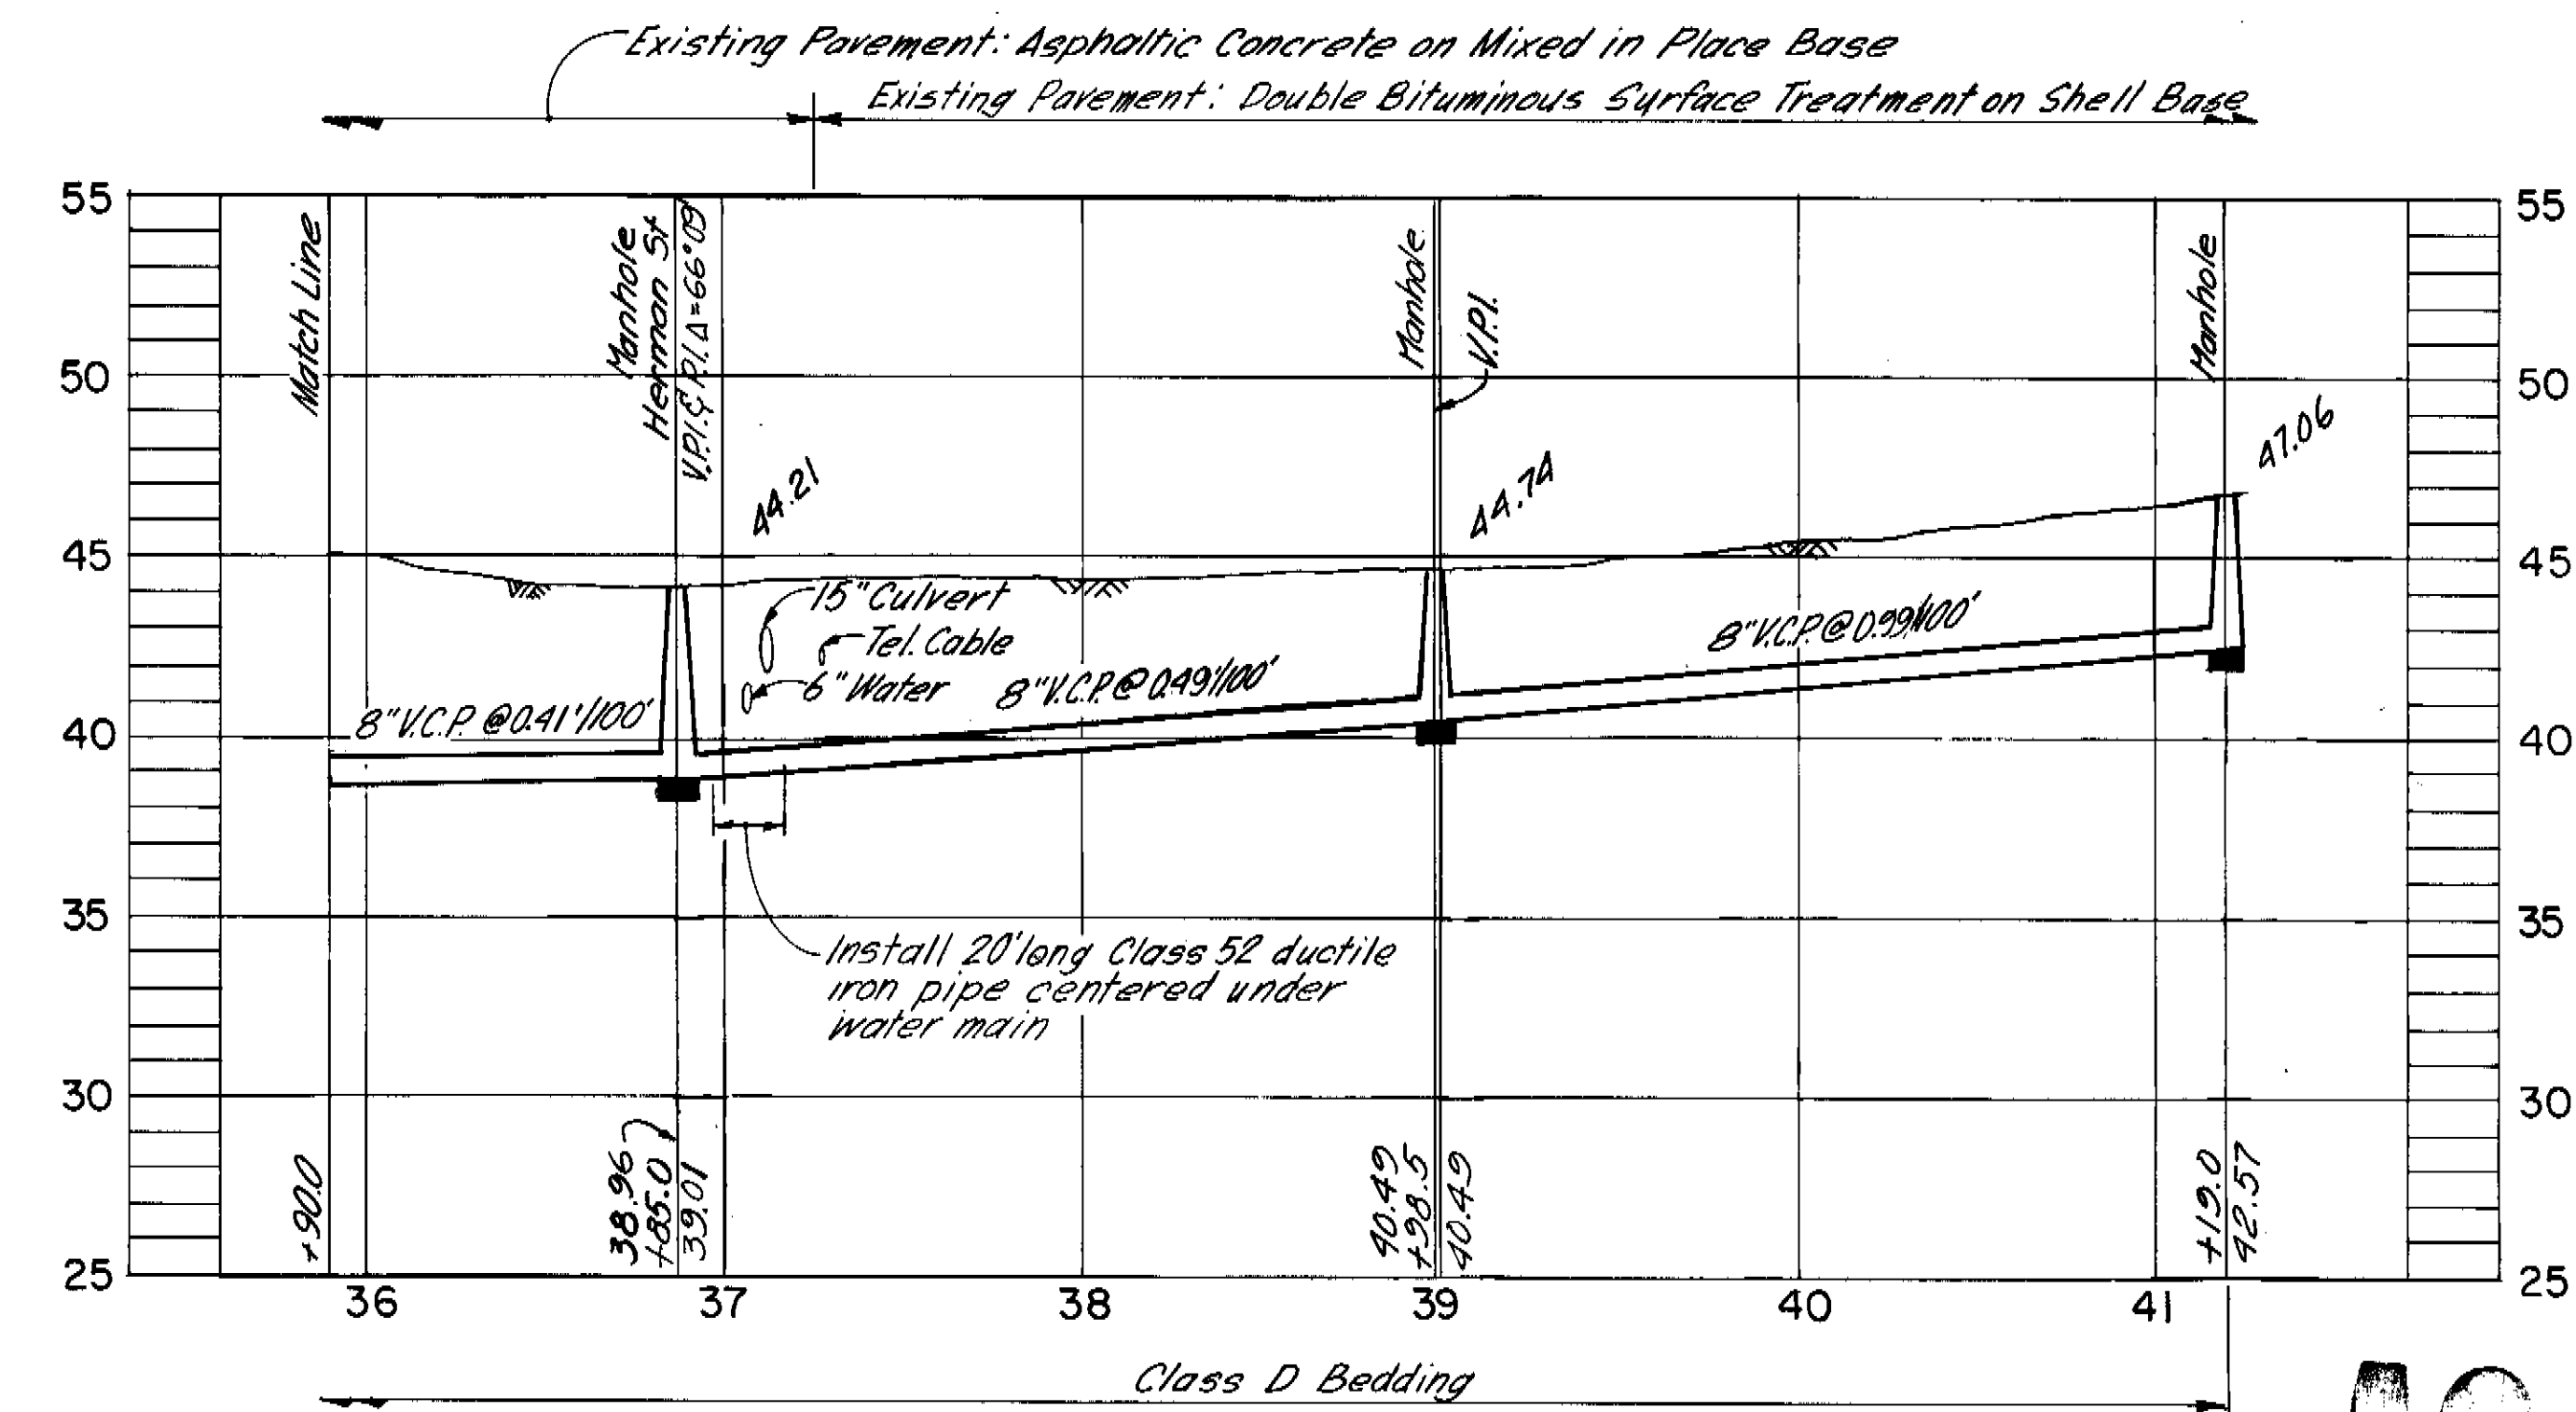 Existing Pavement: Asphaltic Concrete on Mixed in Place Base
Existing Pavement: Double Bituminous Surface Treatment on Shell Base
55
55
50
50
45
45
40
40
35
35
30
30
25
25
Match Line
Manhole
Herman St
V.P.I. & P.I. Δ=66°09
Manhole
V.P.I.
Manhole
44.21
44.74
47.06
15" Culvert
Tel. Cable
6" Water
8" V.C.P. @ 0.41'/100'
8" V.C.P. @ 0.49'/100'
8" V.C.P. @ 0.99'/100'
Install 20' long Class 52 ductile
iron pipe centered under
water main
+90.0
38.96
+85.0
39.01
40.49
+98.5
40.49
+19.0
42.57
36
37
38
39
40
41
Class D Bedding